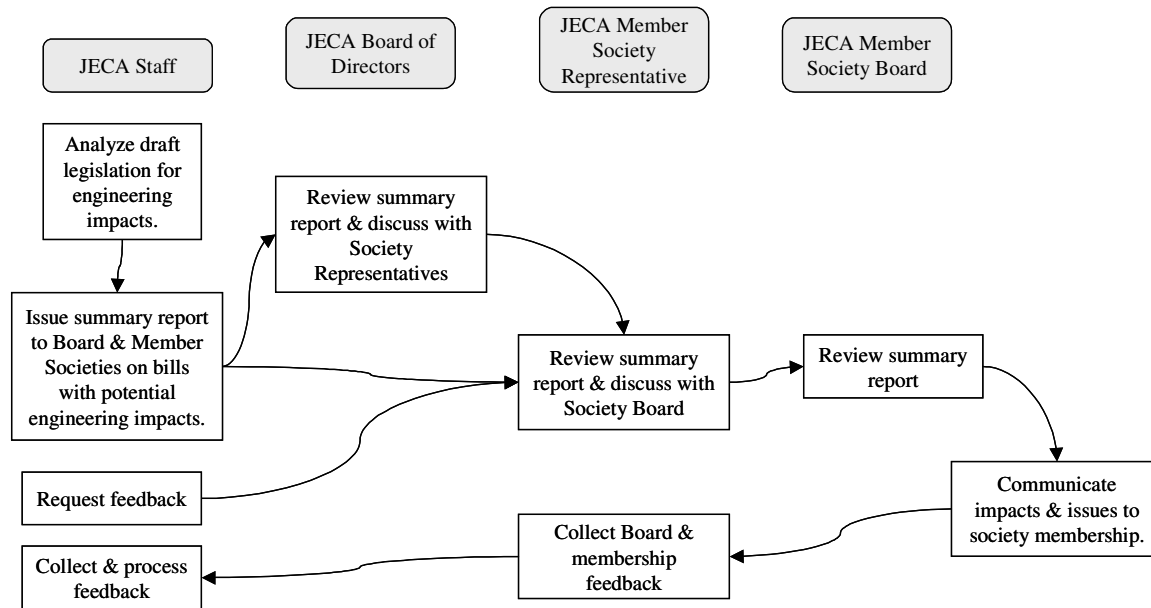 JECA Staff
JECA Board of
Directors
JECA Member
Society
Representative
JECA Member
Society Board
Analyze draft
legislation for
engineering
impacts.
Review summary
report & discuss with
Society
Representatives
Issue summary report
to Board & Member
Societies on bills
with potential
engineering impacts.
Review summary
report & discuss with
Society Board
Review summary
report
Request feedback
Communicate
impacts & issues to
society membership.
Collect Board &
membership
feedback
Collect & process
feedback